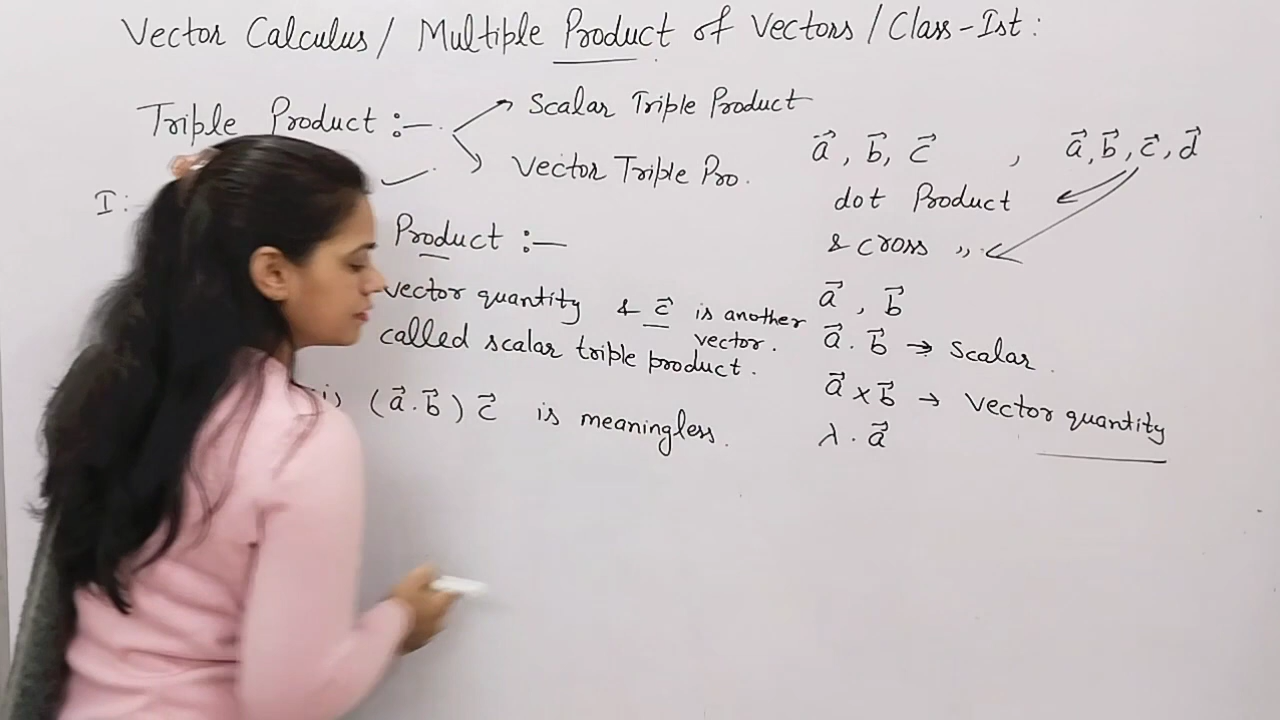 Vector Calculus / Multiple Product of Vectors / Class-Ist :
Triple Product :—
Scalar Triple Product
Vector Triple Pro.
I :-
Product :—
vector quantity & c⃗ is another vector.
called scalar triple product.
is (a⃗ . b⃗) c⃗ is meaningless.
a⃗, b⃗, c⃗ , a⃗, b⃗, c⃗, d⃗
dot Product
& cross ,,
a⃗, b⃗
a⃗ . b⃗ → Scalar.
a⃗ × b⃗ → Vector quantity
λ . a⃗